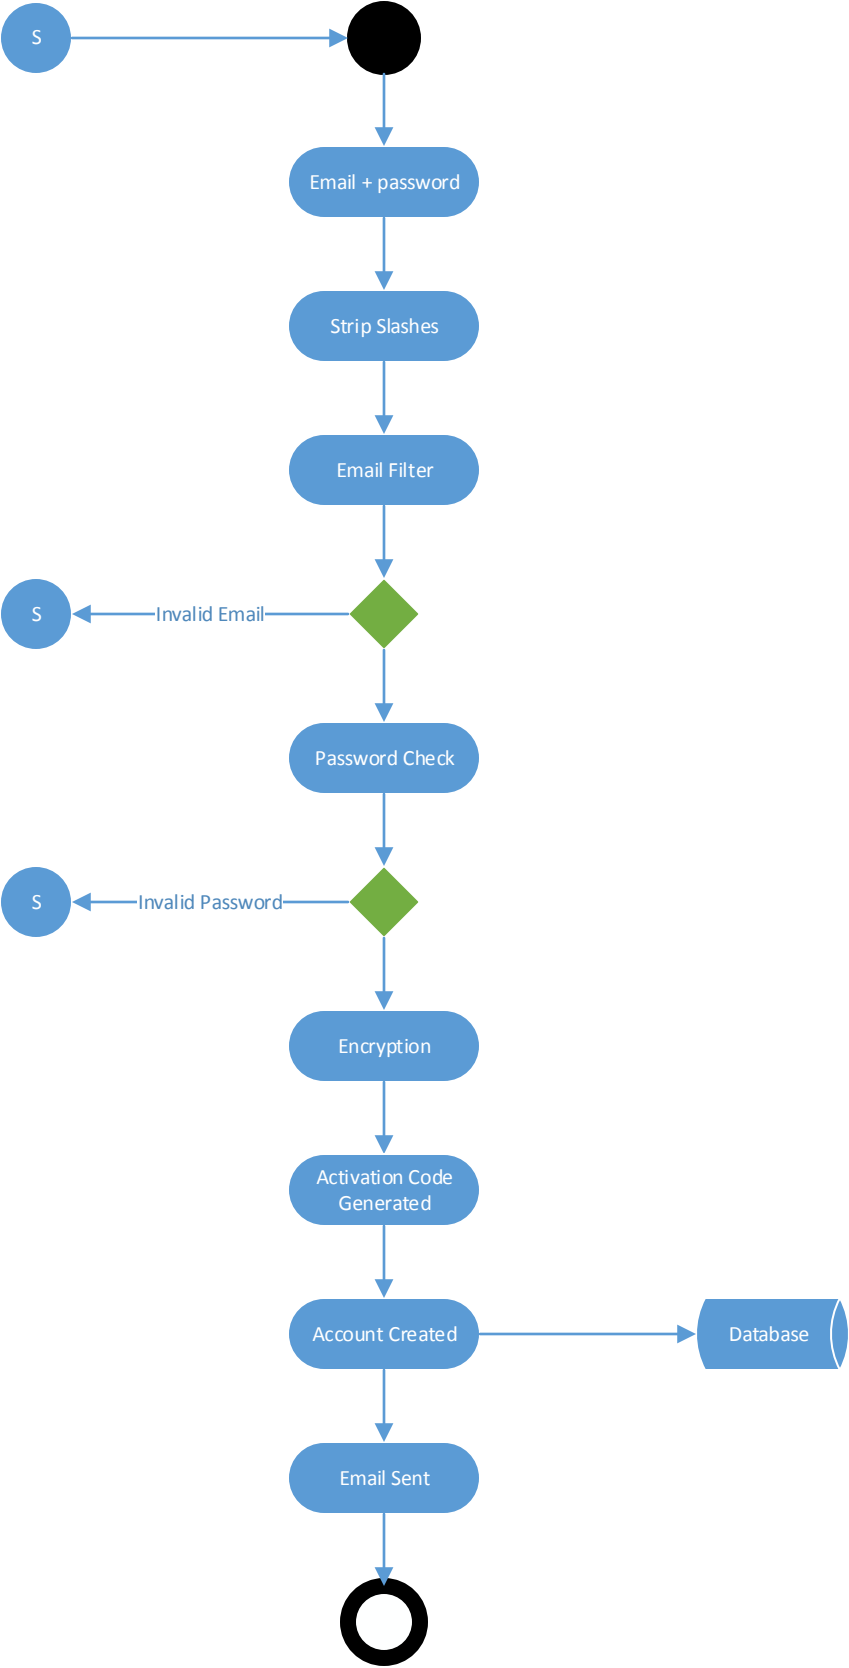 S
Email + password
Strip Slashes
Email Filter
S
Invalid Email
Password Check
S
Invalid Password
Encryption
Activation Code
Generated
Account Created
Database
Email Sent